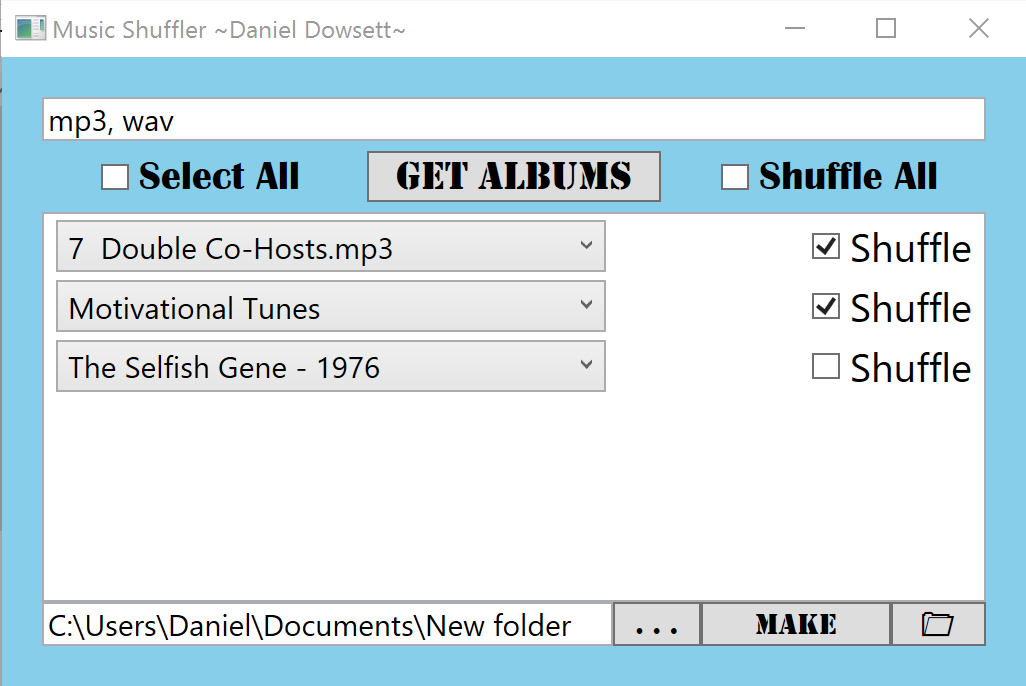 Music Shuffler ~Daniel Dowsett~
mp3, wav
Select All GET ALBUMS Shuffle All
7  Double Co-Hosts.mp3 Shuffle
Motivational Tunes Shuffle
The Selfish Gene - 1976 Shuffle
C:\Users\Daniel\Documents\New folder ... MAKE